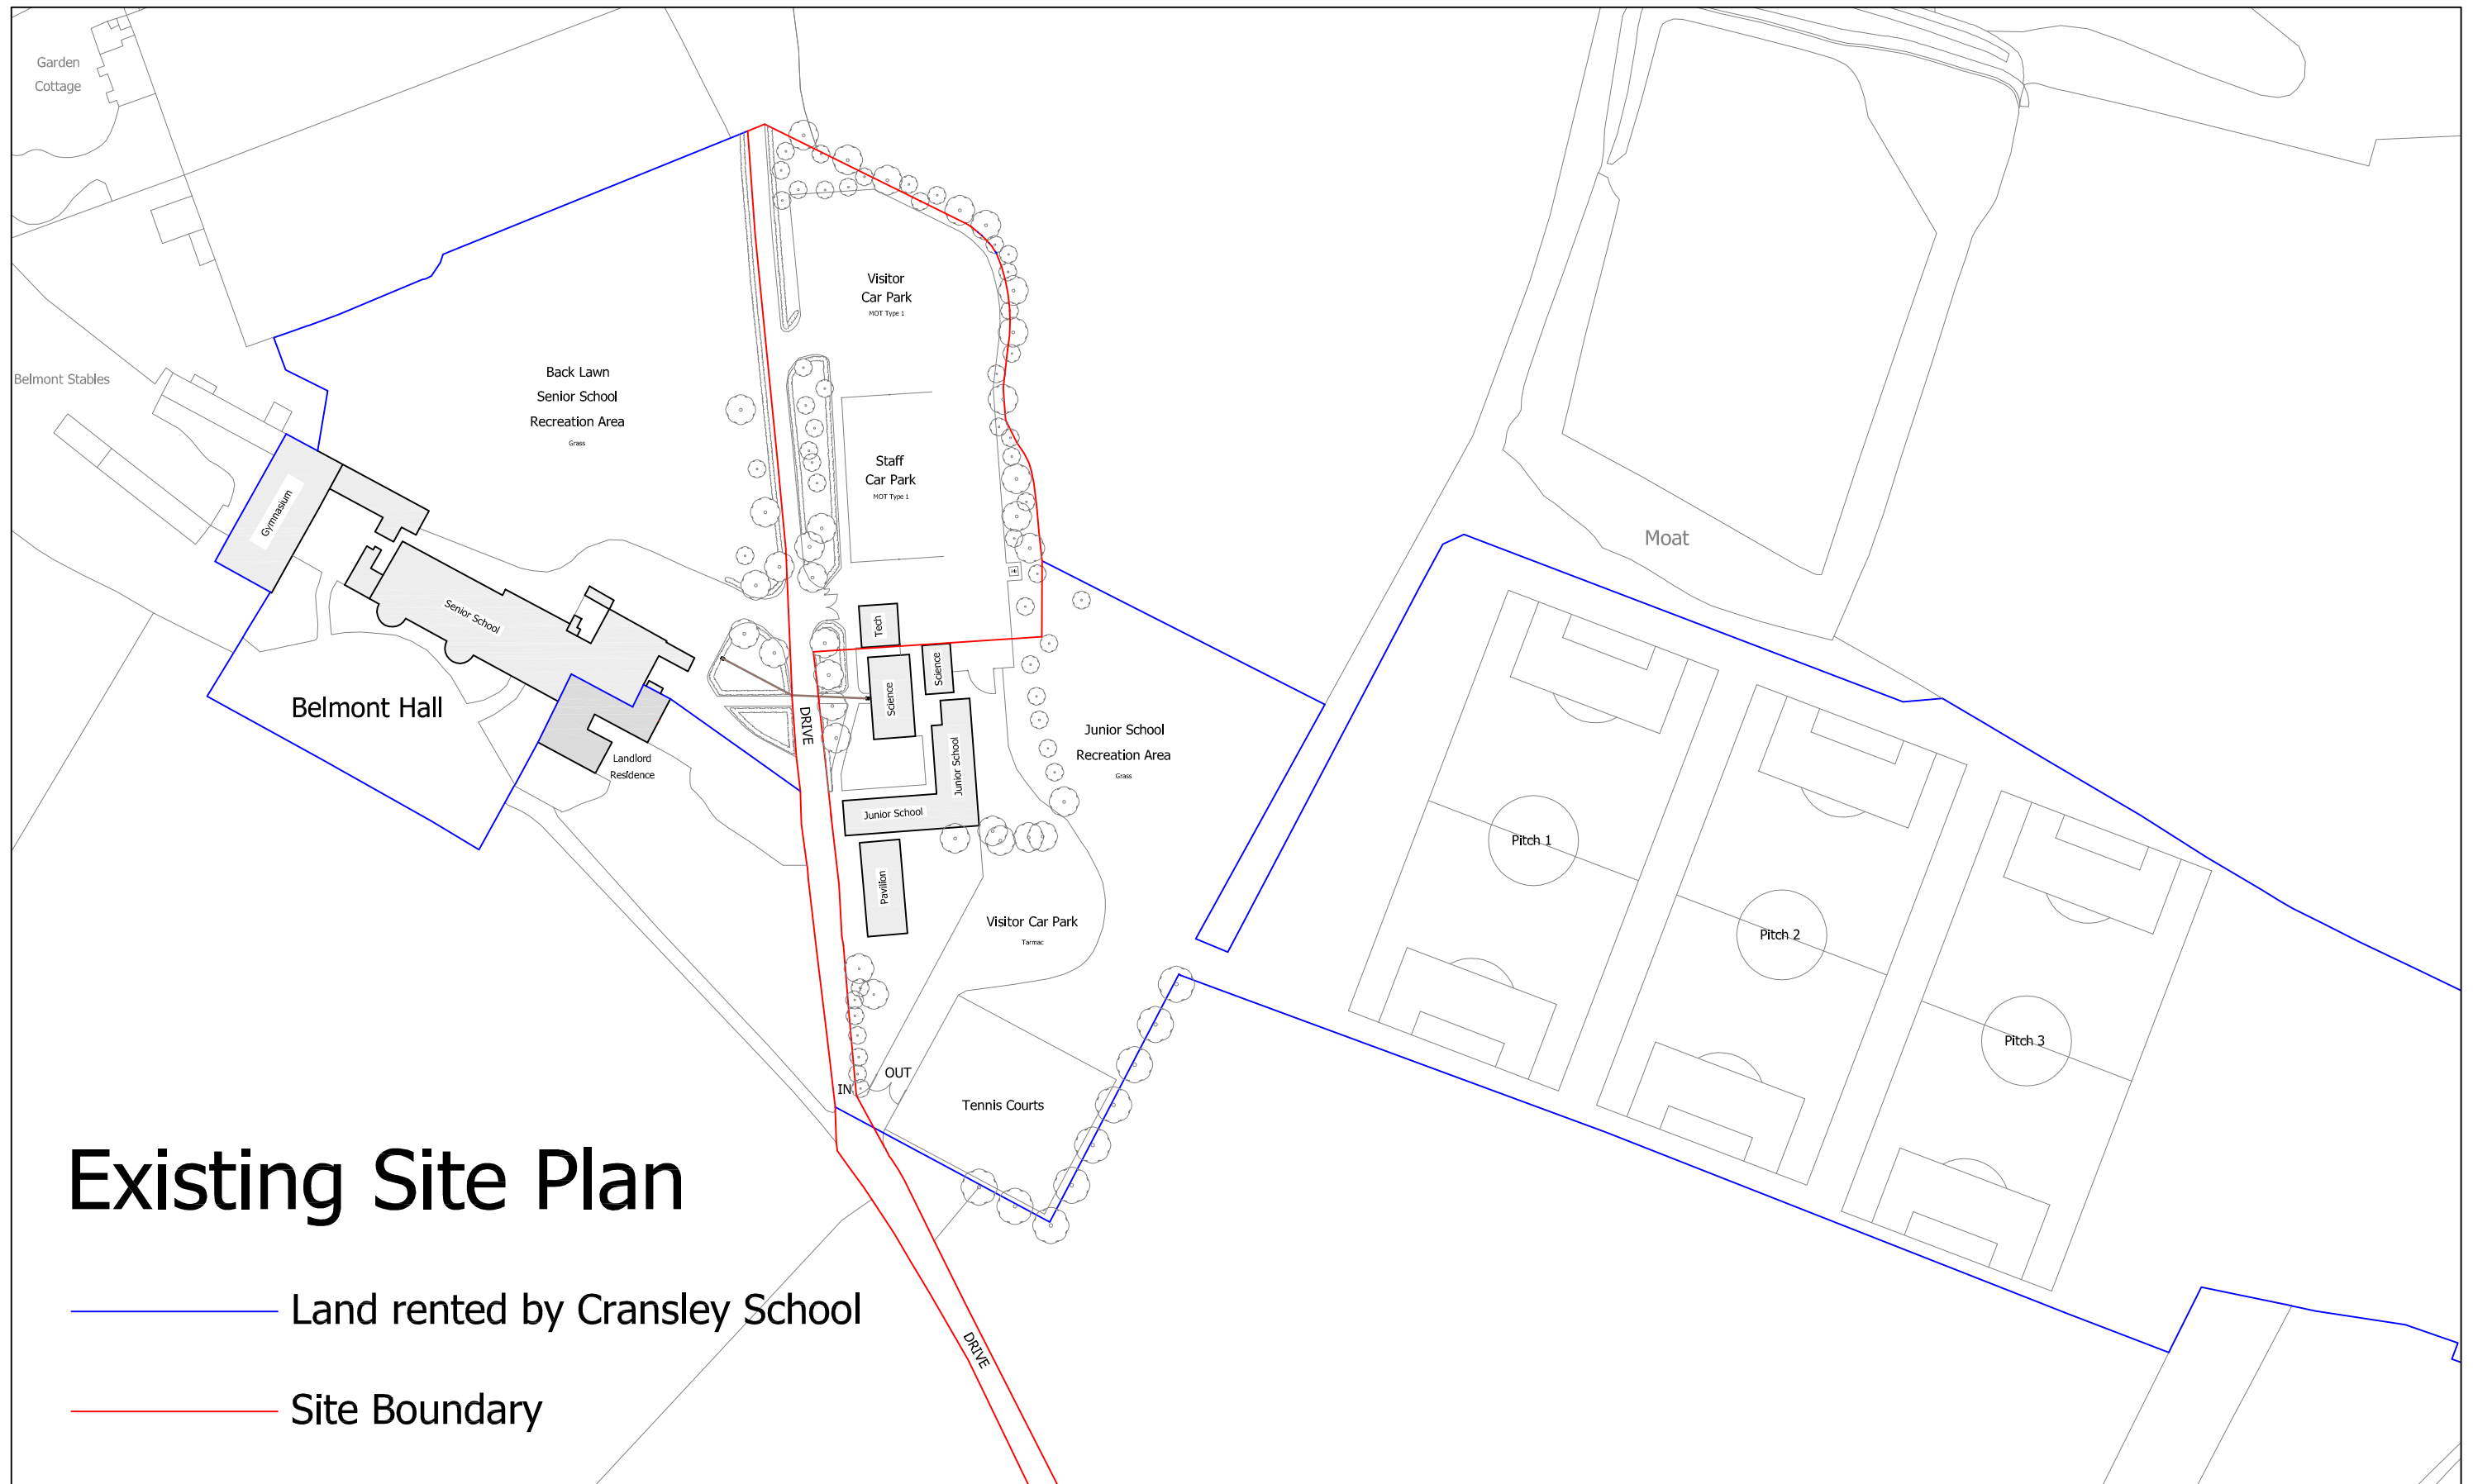 Garden
Cottage
Visitor
Car Park
MOT Type 1
Belmont Stables
Back Lawn
Senior School
Recreation Area
Grass
Staff
Car Park
MOT Type 1
Gymnasium
Moat
Senior School
Tech
Science
Science
Belmont Hall
DRIVE
Landlord
Residence
Junior School
Recreation Area
Grass
Junior School
Junior School
Pavilion
Visitor Car Park
Tarmac
Pitch 1
Pitch 2
Pitch 3
OUT
IN
Tennis Courts
Existing Site Plan
Land rented by Cransley School
DRIVE
Site Boundary